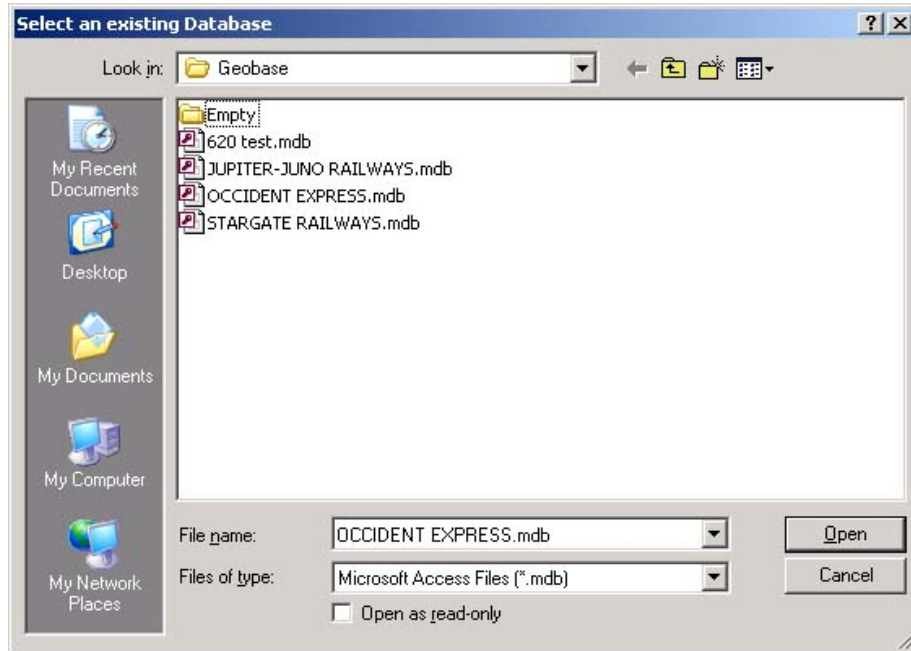 Select an existing Database
Look in: Geobase
Empty
620 test.mdb
JUPITER-JUNO RAILWAYS.mdb
OCCIDENT EXPRESS.mdb
STARGATE RAILWAYS.mdb
My Recent
Documents
Desktop
My Documents
My Computer
My Network
Places
File name: OCCIDENT EXPRESS.mdb Open
Files of type: Microsoft Access Files (*.mdb) Cancel
Open as read-only